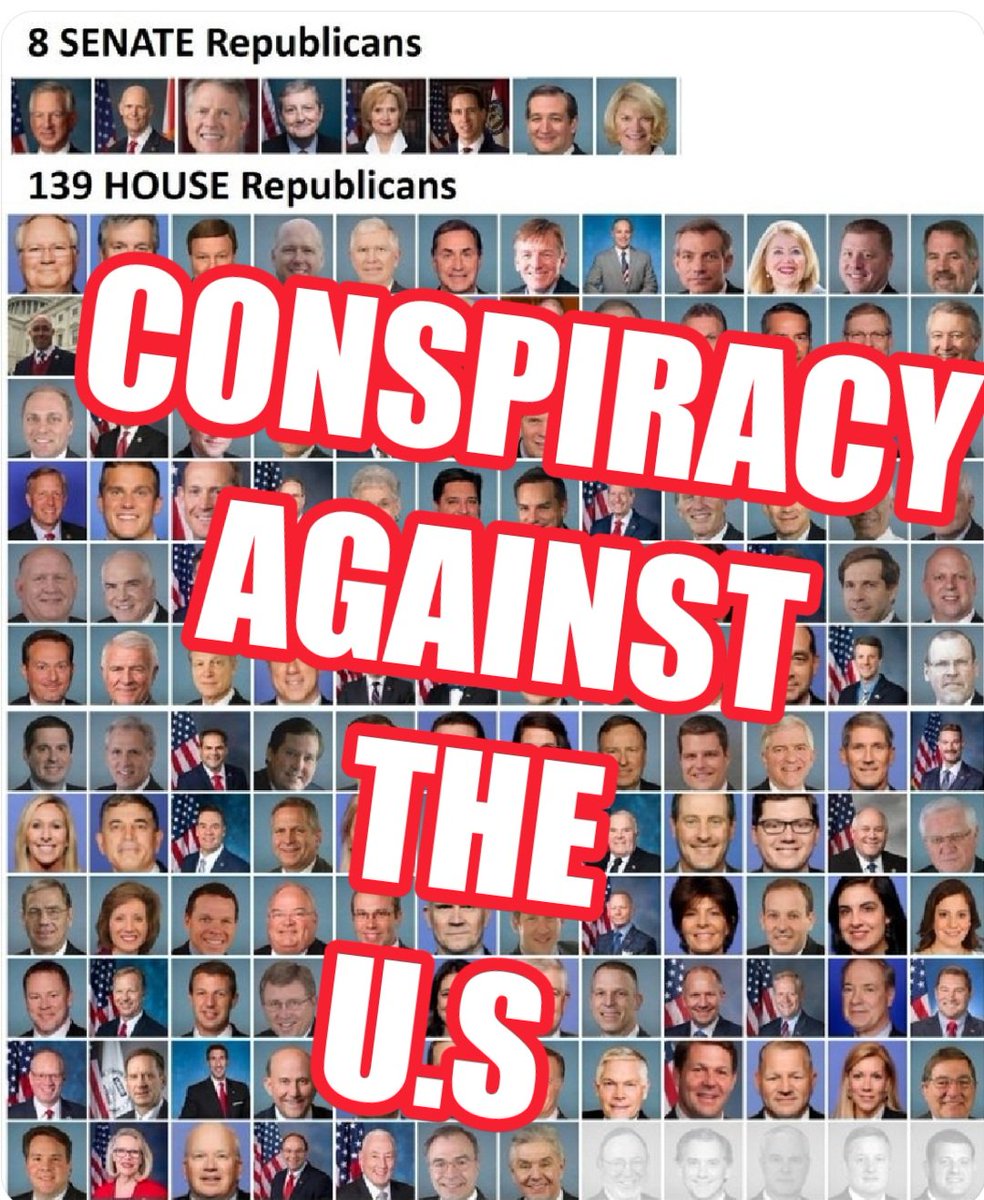 8 SENATE Republicans
139 HOUSE Republicans
CONSPIRACY
AGAINST
THE
U.S